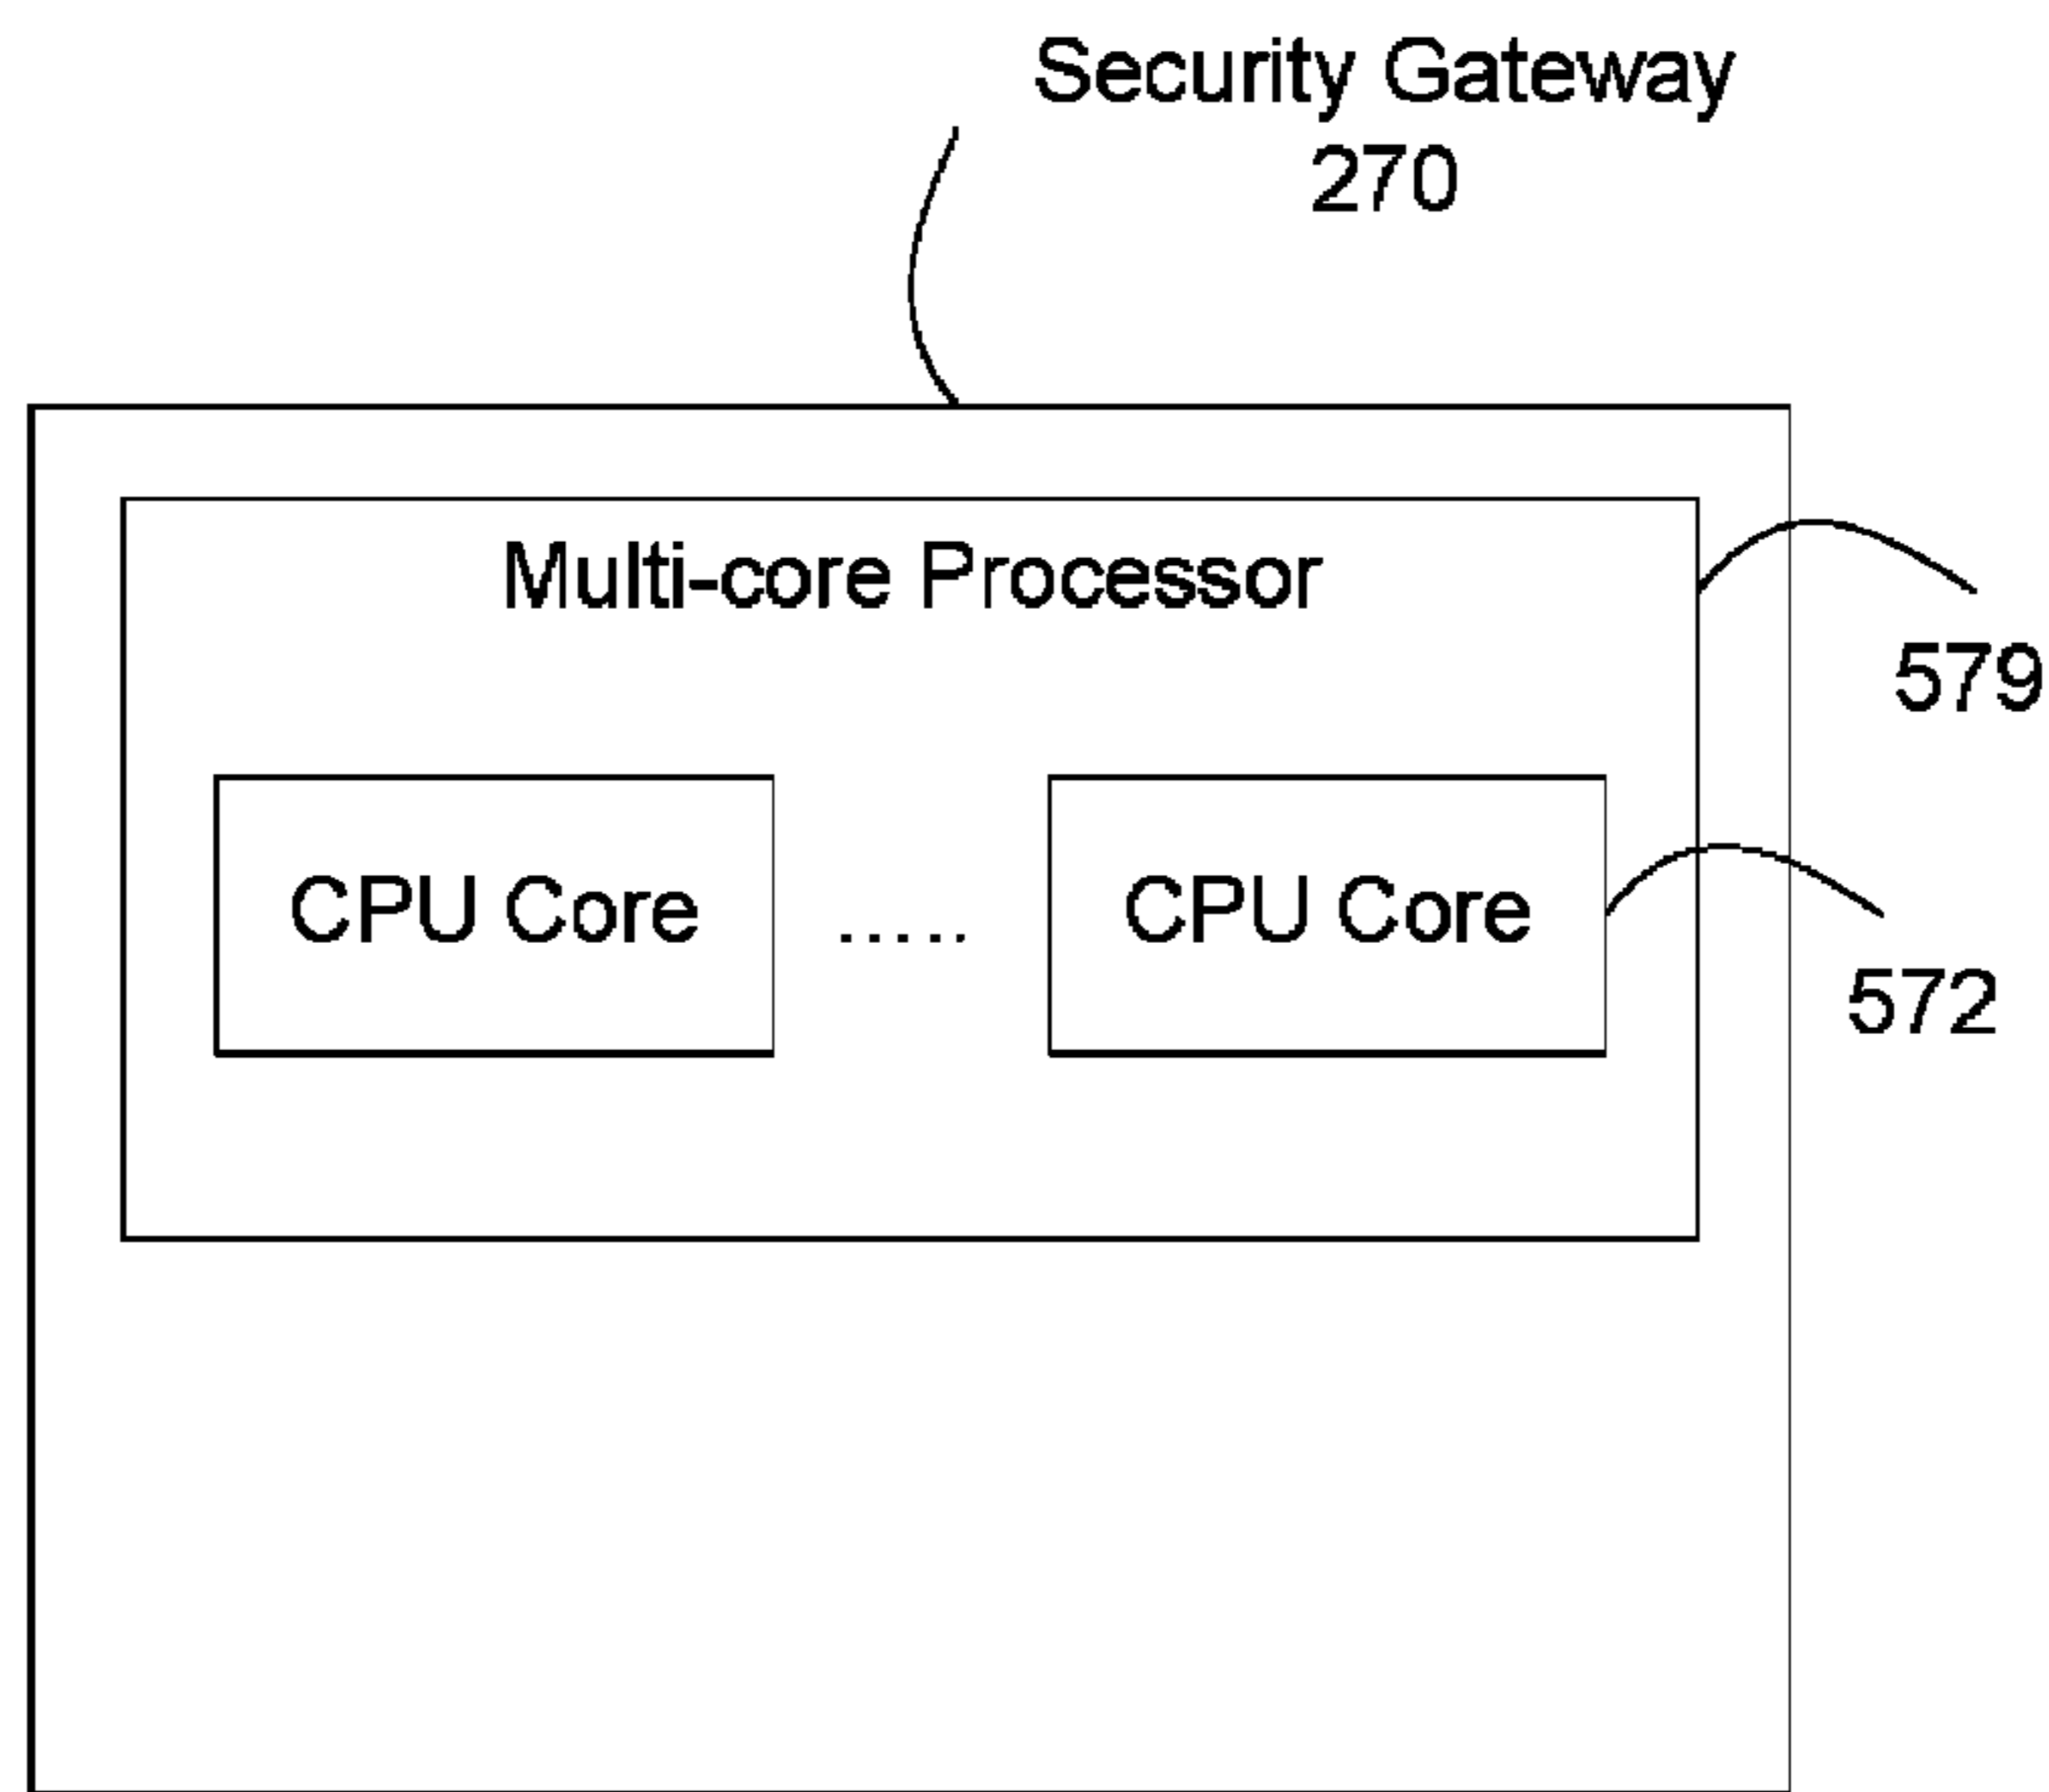 Security Gateway
270
Multi-core Processor
579
CPU Core ..... CPU Core
572